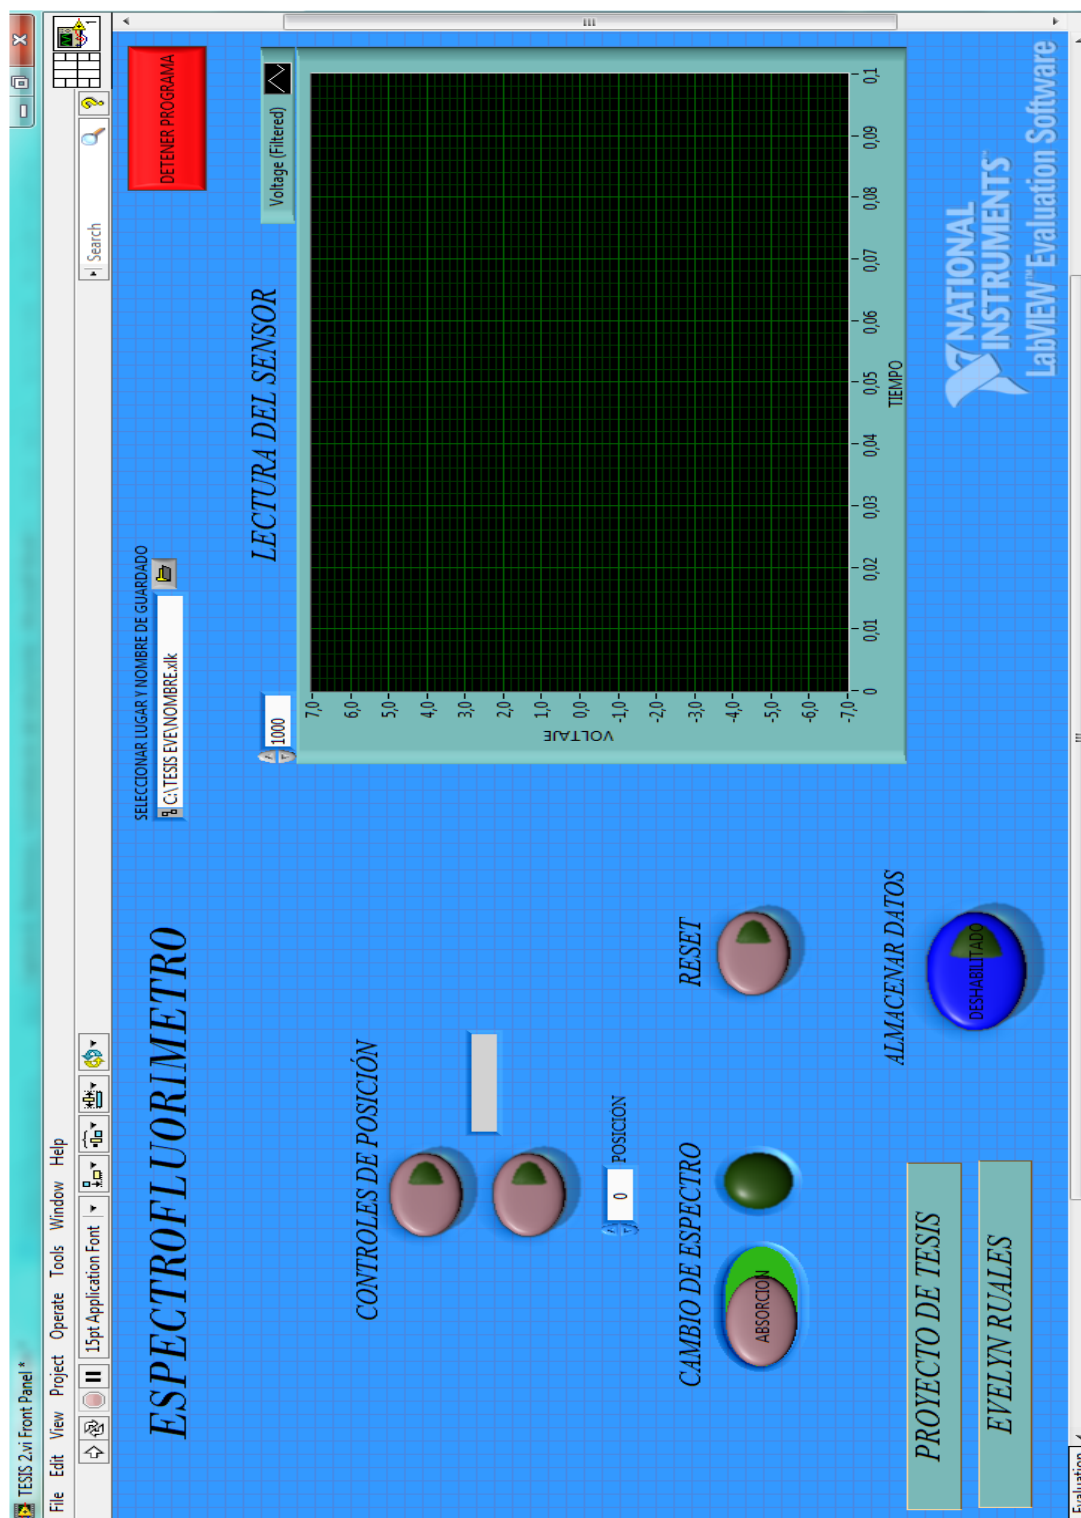 TESIS 2.vi Front Panel *
File Edit View Project Operate Tools Window Help
15pt Application Font
Search
1
ESPECTROFLUORIMETRO
SELECCIONAR LUGAR Y NOMBRE DE GUARDADO
C:\TESIS EVE\NOMBRE.xlk
DETENER PROGRAMA
CONTROLES DE POSICIÓN
0 POSICION
CAMBIO DE ESPECTRO
ABSORCION
RESET
ALMACENAR DATOS
DESHABILITADO
PROYECTO DE TESIS
EVELYN RUALES
LECTURA DEL SENSOR
1000
Voltage (Filtered)
VOLTAJE
7,0
6,0
5,0
4,0
3,0
2,0
1,0
0,0
-1,0
-2,0
-3,0
-4,0
-5,0
-6,0
-7,0
0 0,01 0,02 0,03 0,04 0,05 0,06 0,07 0,08 0,09 0,1
TIEMPO
NATIONAL
INSTRUMENTS™
LabVIEW™ Evaluation Software
Evaluation